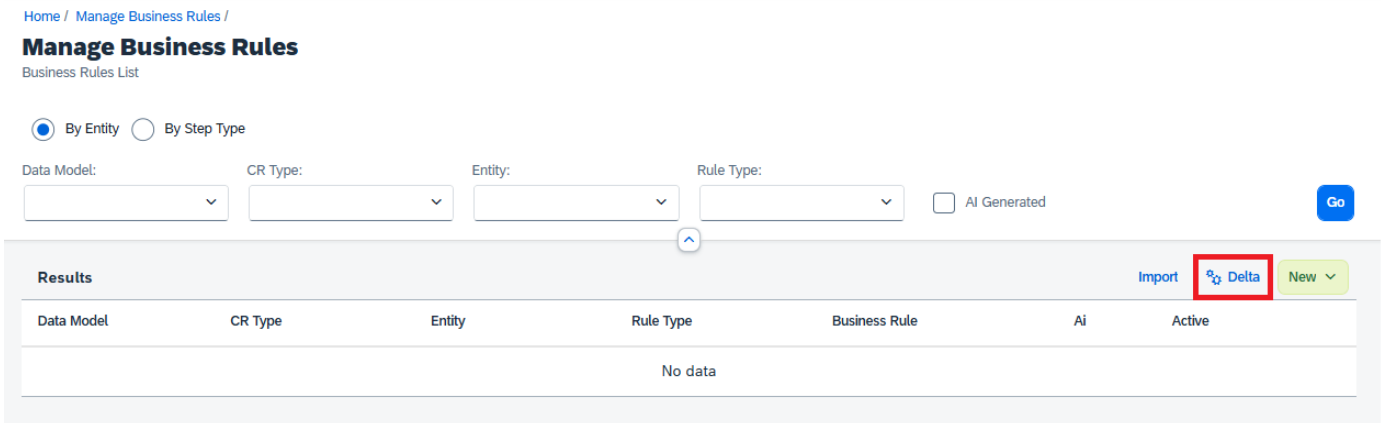 Home / Manage Business Rules /
Manage Business Rules
Business Rules List
By Entity By Step Type
Data Model: CR Type: Entity: Rule Type:
AI Generated Go
Results Import Delta New
Data Model CR Type Entity Rule Type Business Rule Ai Active
No data